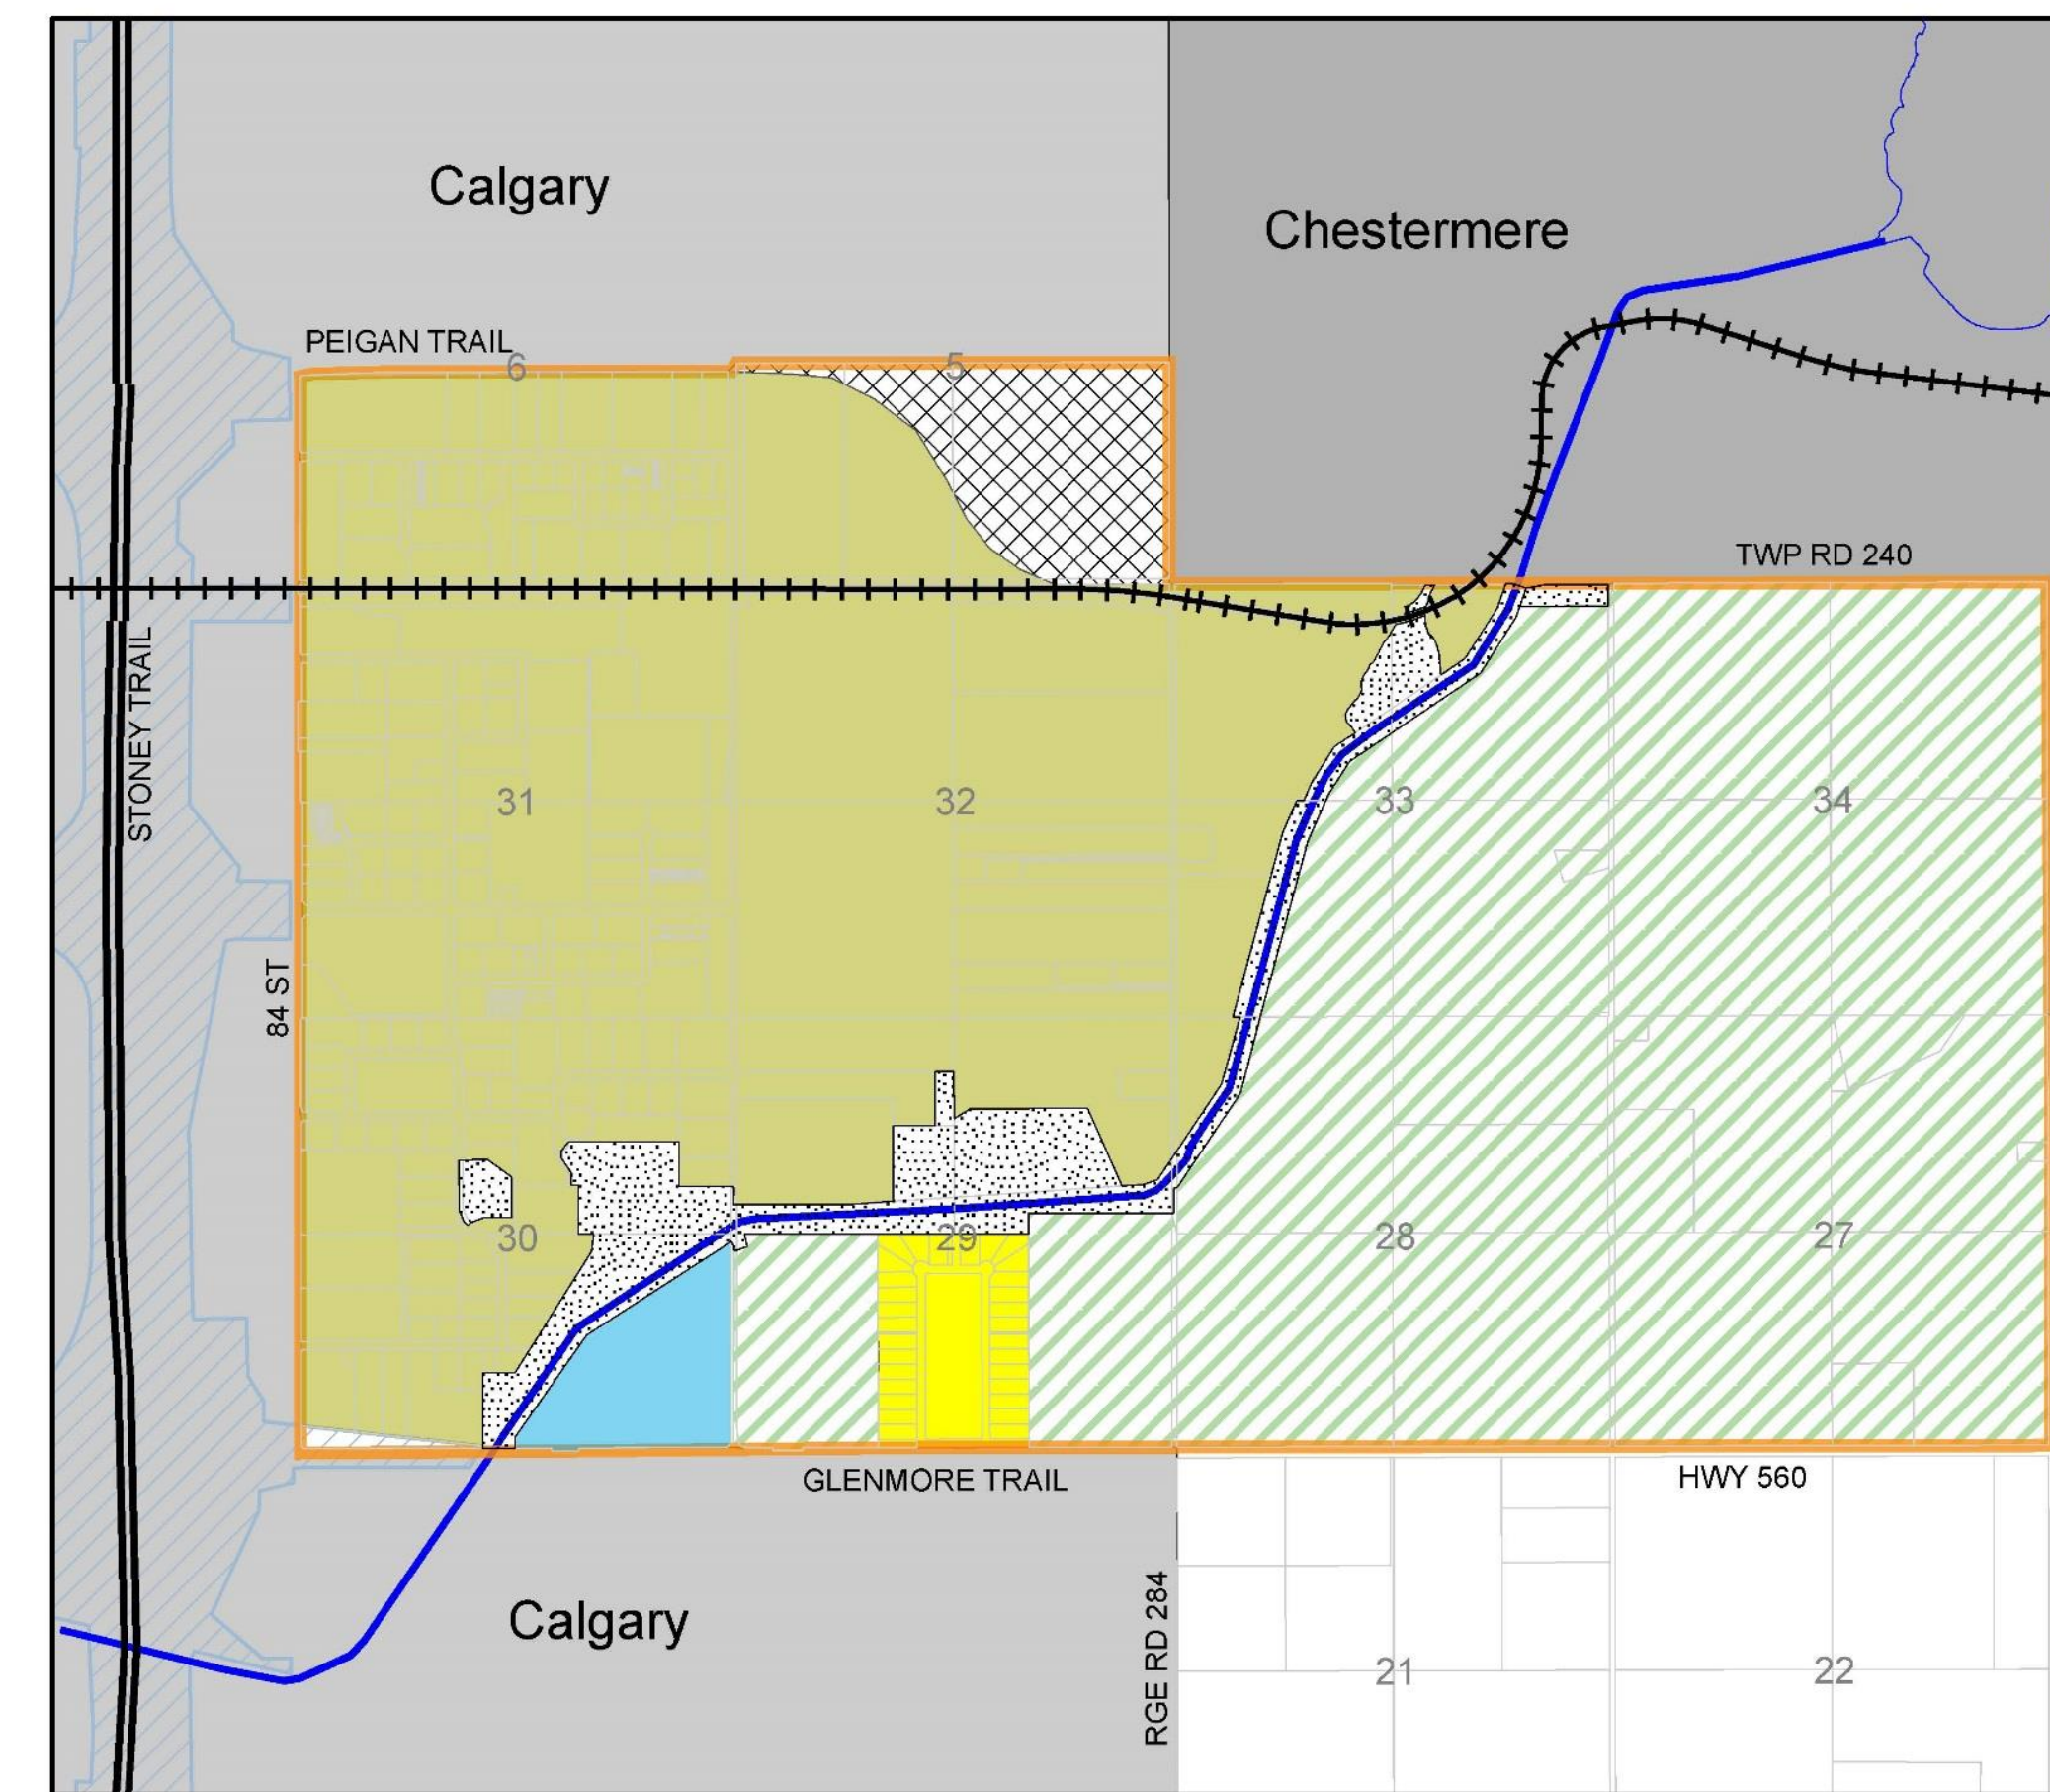 Calgary
Chestermere
PEIGAN TRAIL
6
5
TWP RD 240
STONEY TRAIL
31
32
33
34
84 ST
30
29
28
27
GLENMORE TRAIL
HWY 560
Calgary
RGE RD 284
21
22